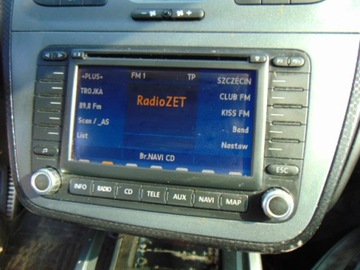 -PLUS- FM 1 TP SZCZECIN
TROJKA CLUB FM
RadioZET
89,8 Fm KISS FM
Scan / _AS Band
List Nastaw
Br.NAVI CD
ESC
INFO RADIO CD TELE AUX NAVI MAP